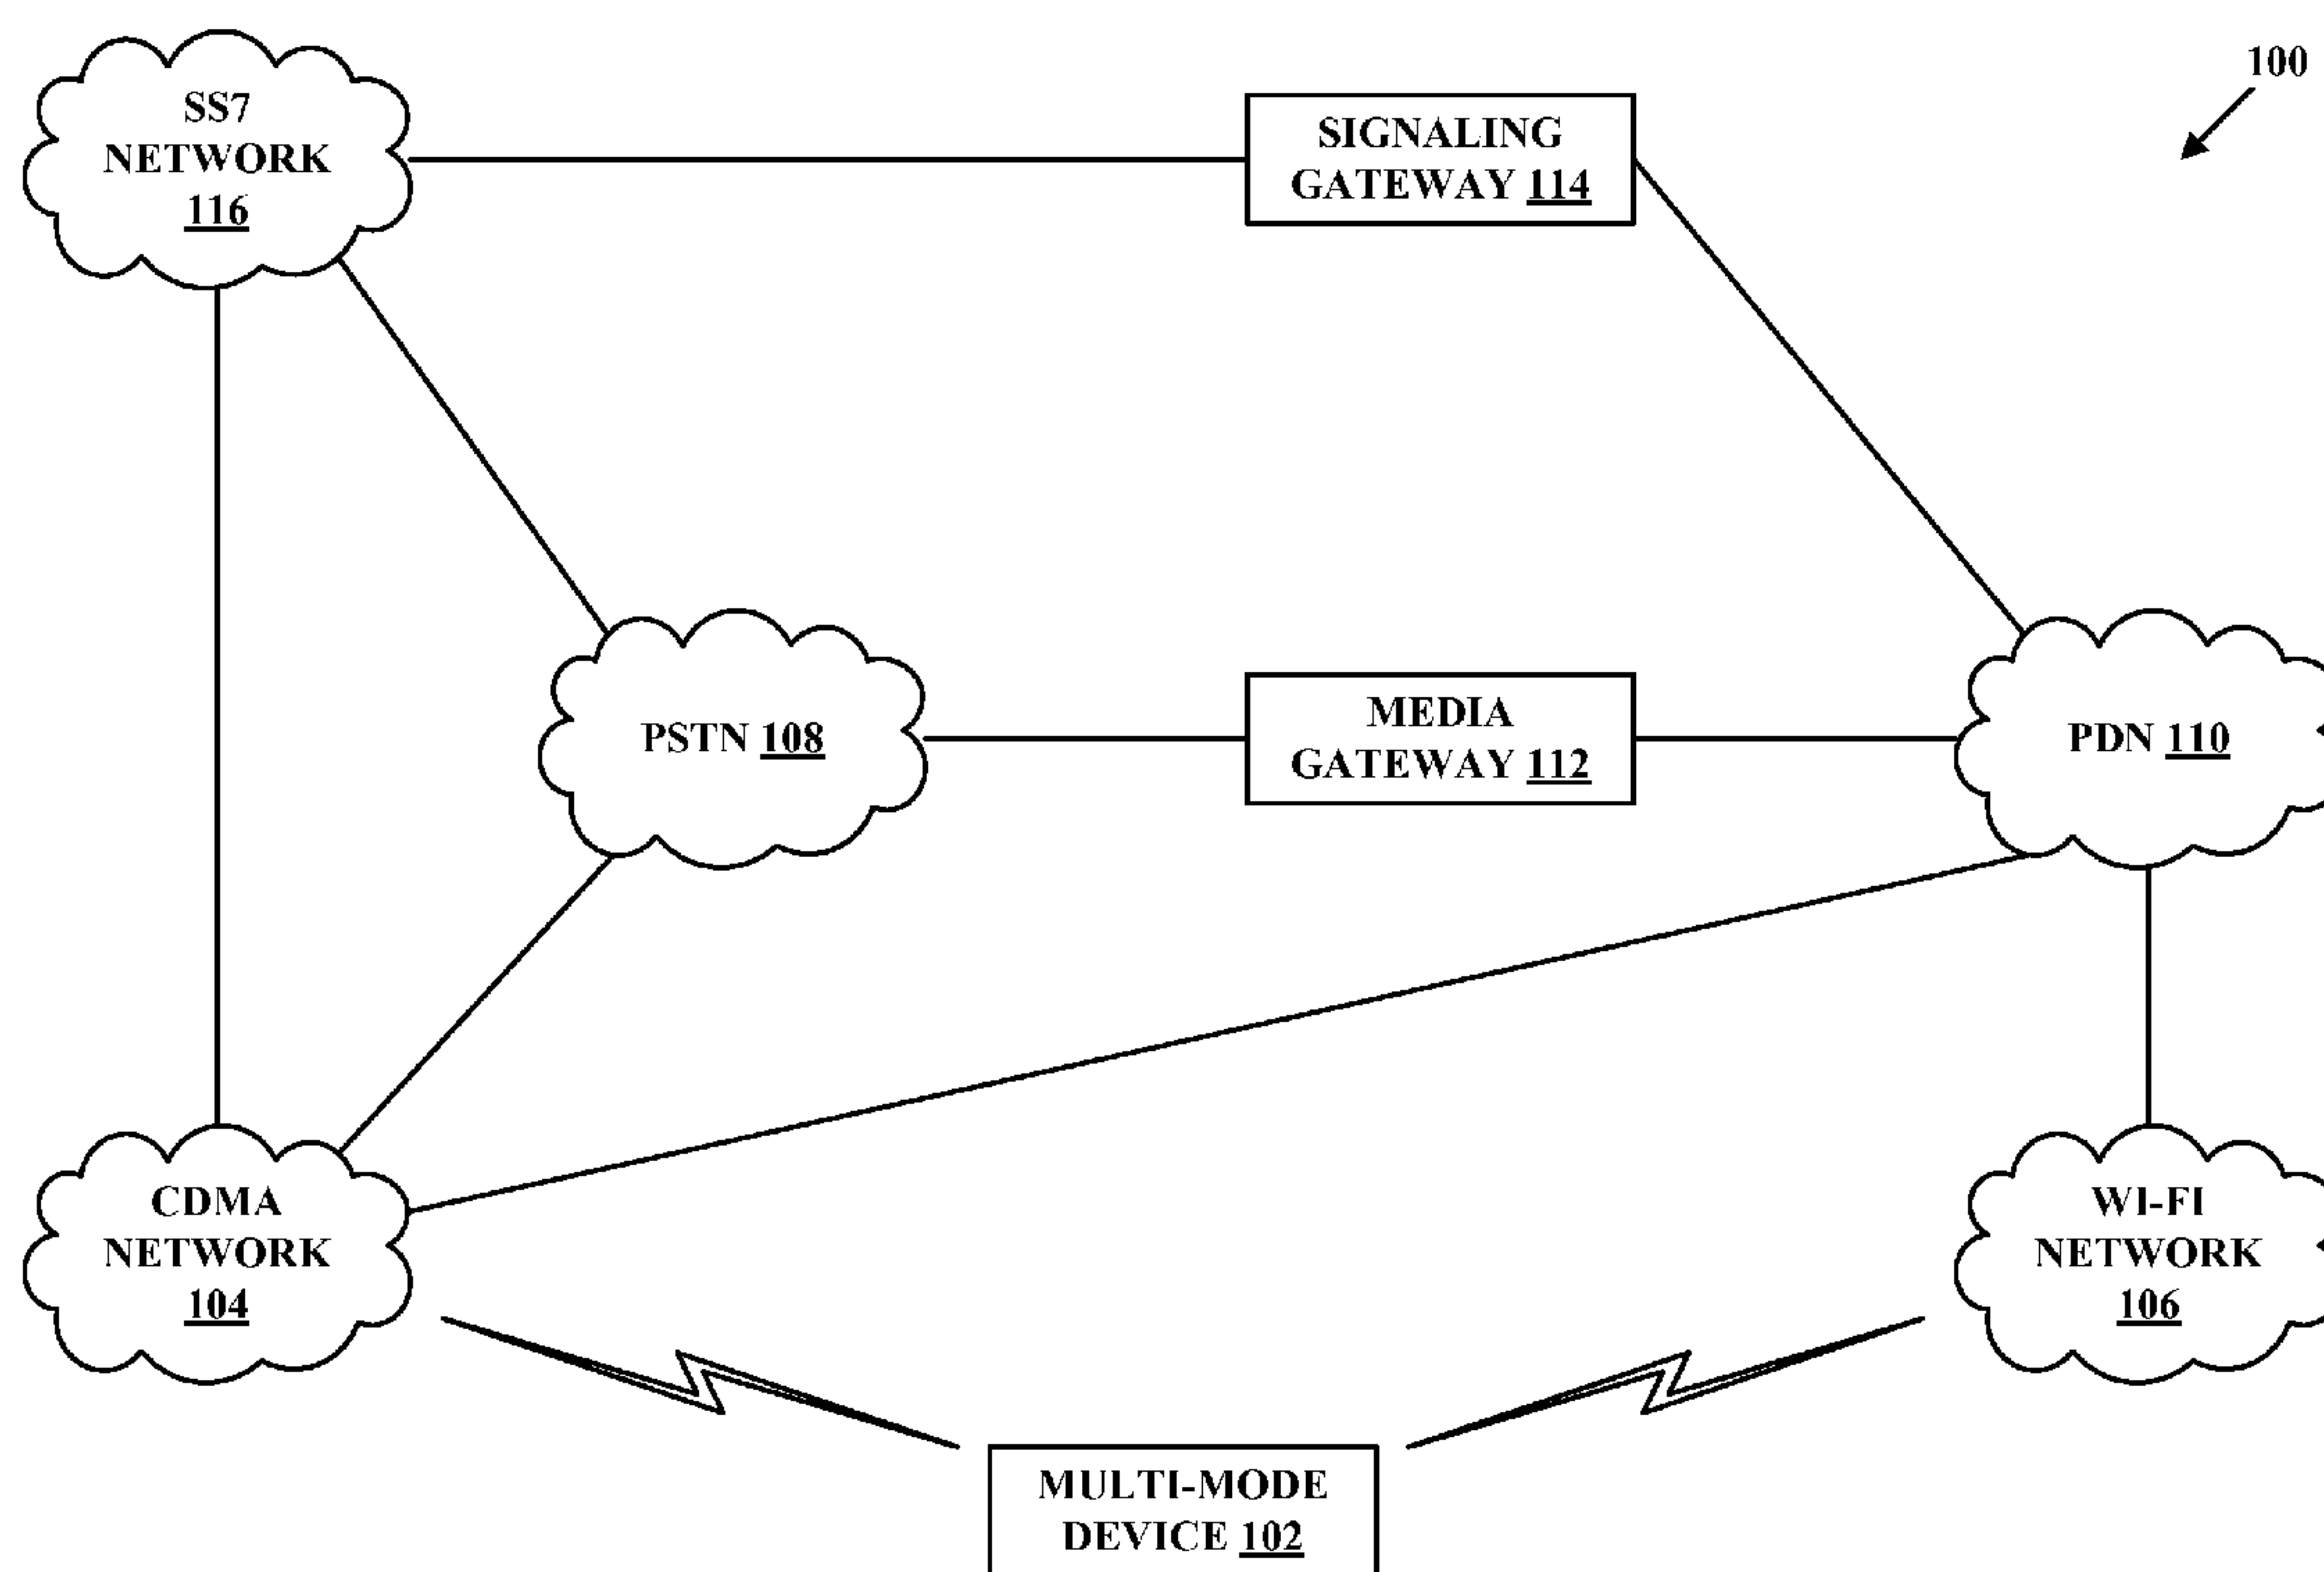 100
SS7
NETWORK
116
SIGNALING
GATEWAY 114
PSTN 108
MEDIA
GATEWAY 112
PDN 110
CDMA
NETWORK
104
WI-FI
NETWORK
106
MULTI-MODE
DEVICE 102